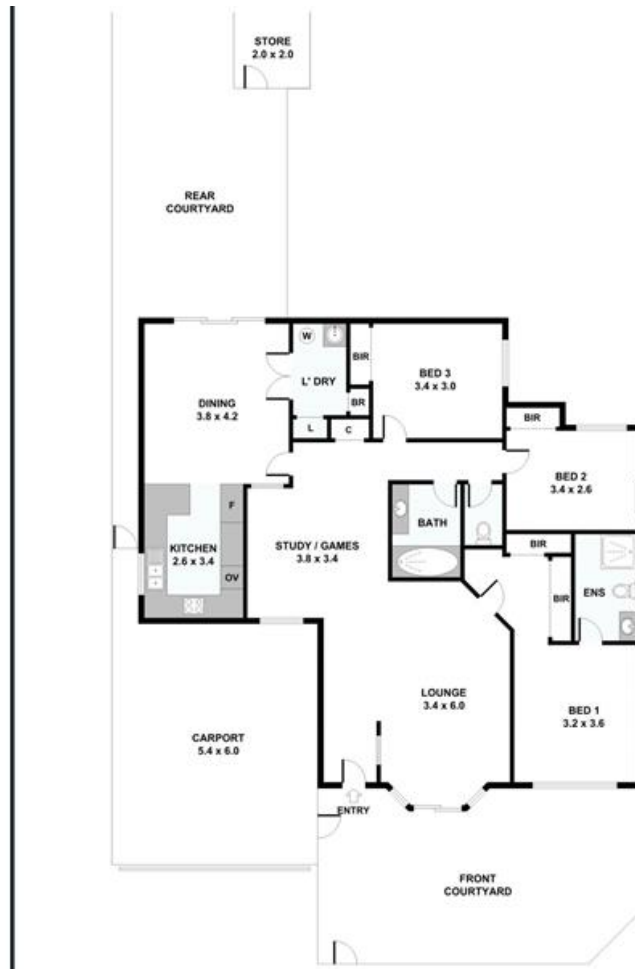 STORE
2.0 x 2.0
REAR
COURTYARD
W
L' DRY
BIR
BED 3
3.4 x 3.0
BR
DINING
3.8 x 4.2
L
C
BIR
BED 2
3.4 x 2.6
F
KITCHEN
2.6 x 3.4
OV
STUDY / GAMES
3.8 x 3.4
BATH
BIR
BIR
ENS
LOUNGE
3.4 x 6.0
BED 1
3.2 x 3.6
CARPORT
5.4 x 6.0
ENTRY
FRONT
COURTYARD